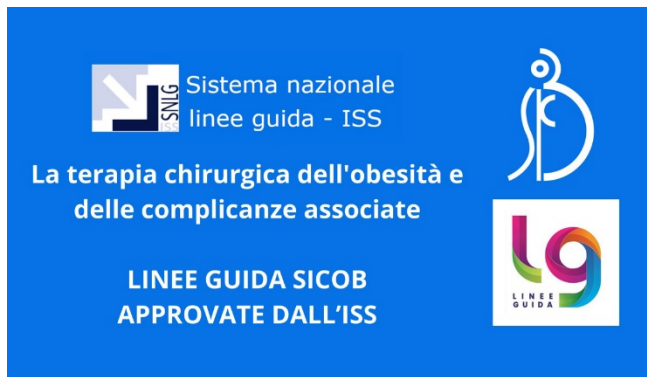 SNLG
ISS
Sistema nazionale
linee guida - ISS
La terapia chirurgica dell'obesità e
delle complicanze associate
LINEE GUIDA SICOB
APPROVATE DALL’ISS
lg
LINEE
GUIDA